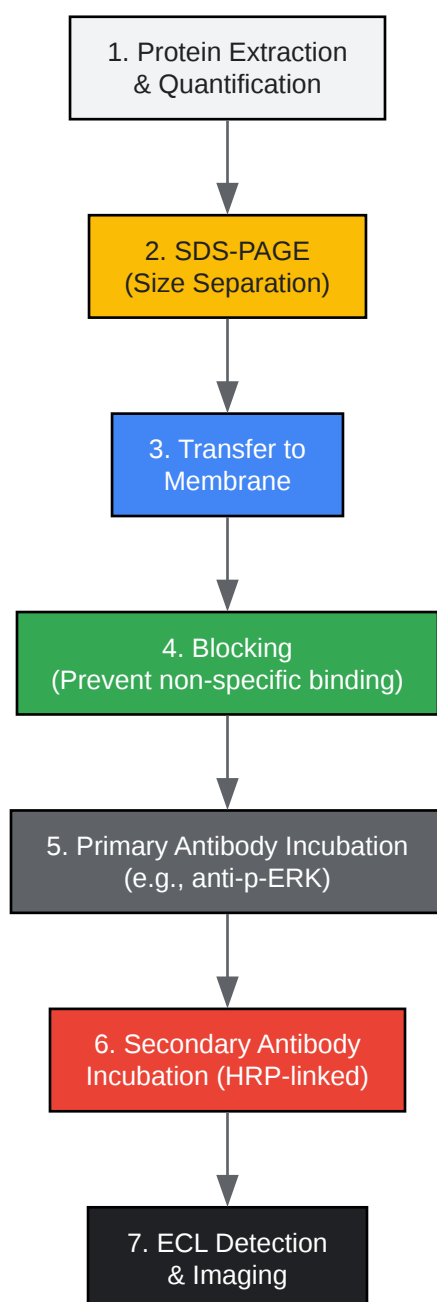 1. Protein Extraction
& Quantification
2. SDS-PAGE
(Size Separation)
3. Transfer to
Membrane
4. Blocking
(Prevent non-specific binding)
5. Primary Antibody Incubation
(e.g., anti-p-ERK)
6. Secondary Antibody
Incubation (HRP-linked)
7. ECL Detection
& Imaging